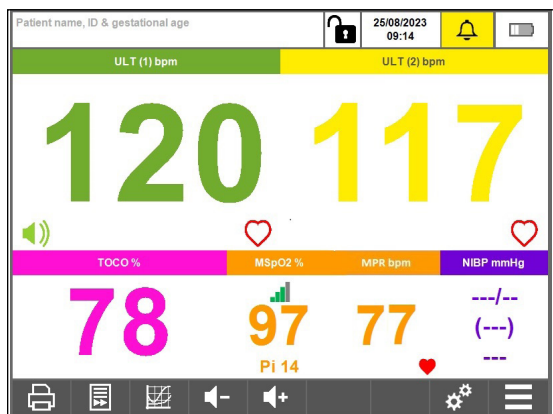 Patient name, ID & gestational age
25/08/2023
09:14
ULT (1) bpm
ULT (2) bpm
120
117
TOCO %
MSpO2 %
MPR bpm
NIBP mmHg
78
97
Pi 14
77
---/--
(---)
---